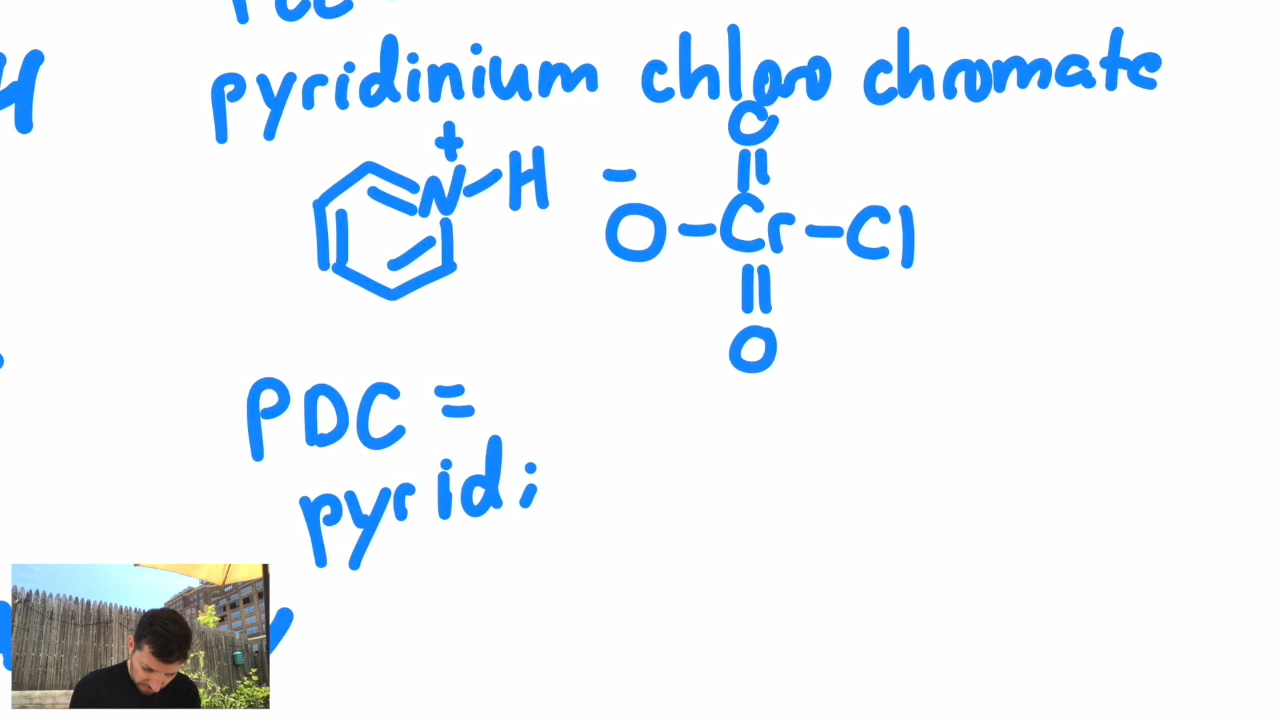 pyridinium chloro chromate
+
N-H
-
O
O-Cr-Cl
O
PDC =
pyridi